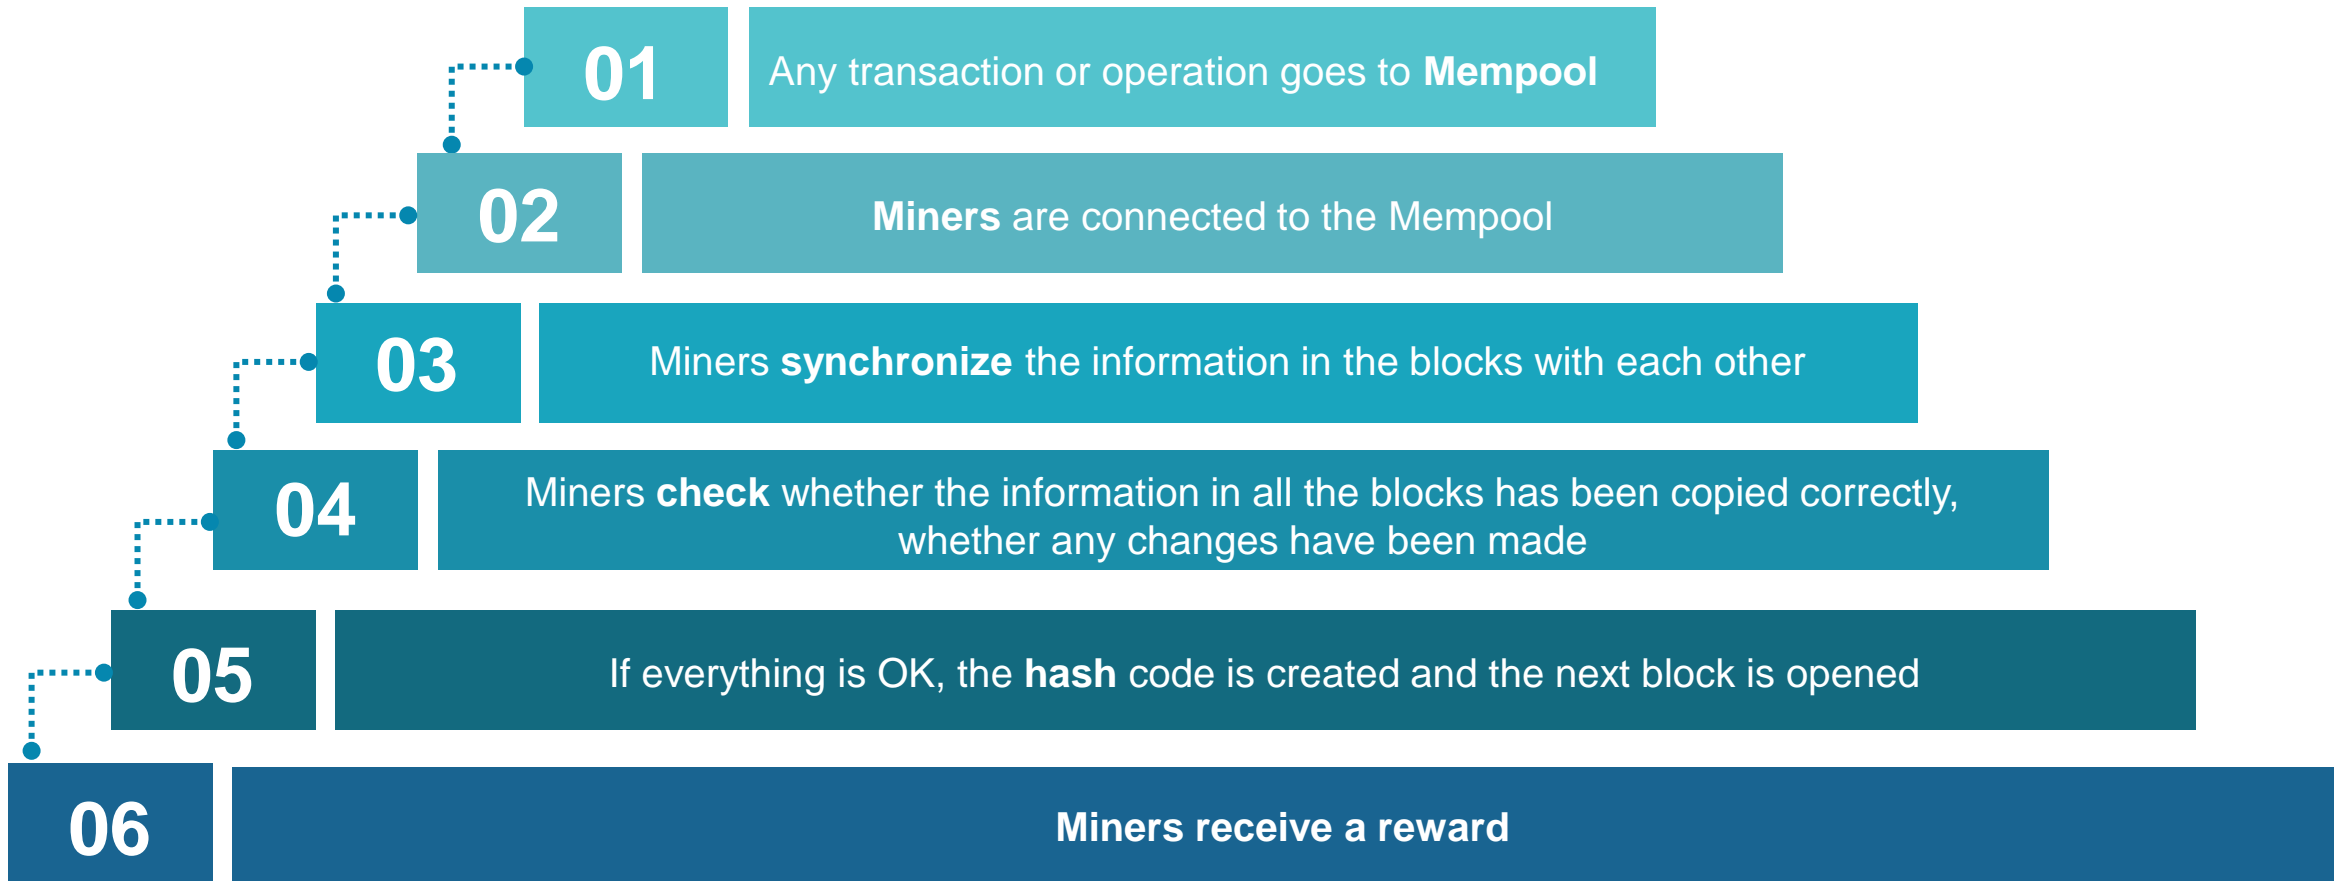 01
Any transaction or operation goes to Mempool
02
Miners are connected to the Mempool
03
Miners synchronize the information in the blocks with each other
04
Miners check whether the information in all the blocks has been copied correctly,
whether any changes have been made
05
If everything is OK, the hash code is created and the next block is opened
06
Miners receive a reward